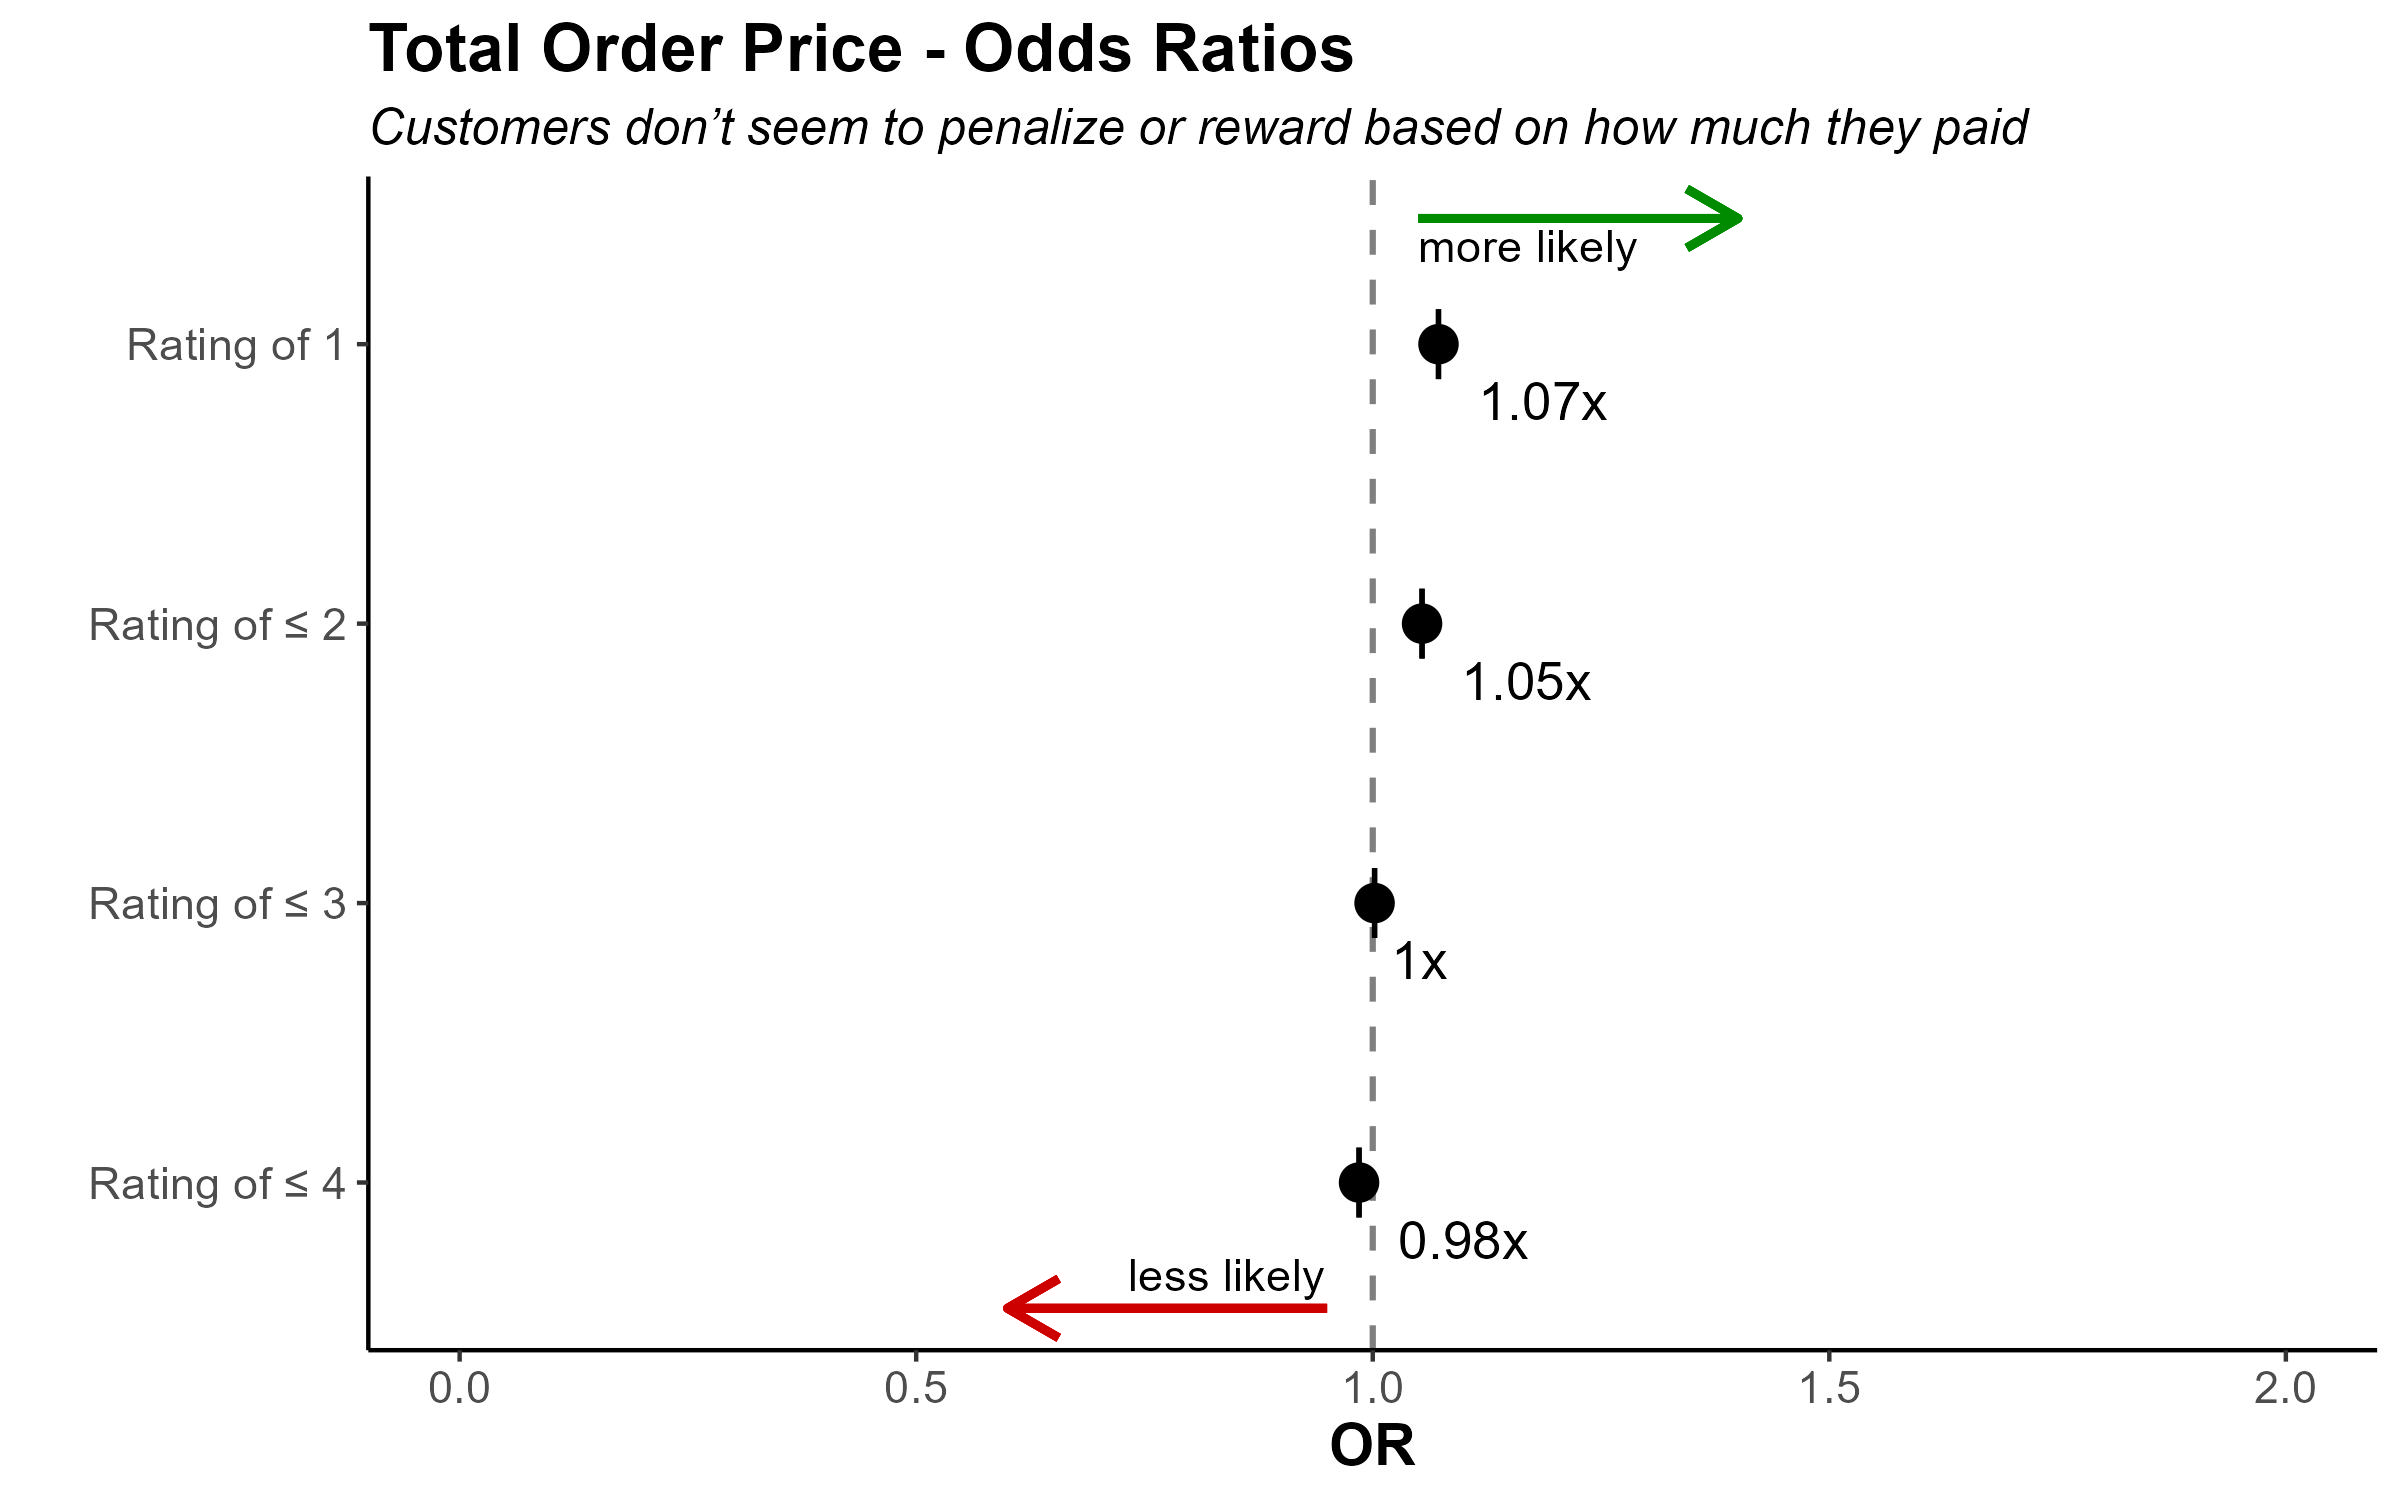 Total Order Price - Odds Ratios
Customers don’t seem to penalize or reward based on how much they paid
more likely
Rating of 1
1.07x
Rating of ≤ 2
1.05x
Rating of ≤ 3
1x
Rating of ≤ 4
0.98x
less likely
0.0 0.5 1.0 1.5 2.0
OR